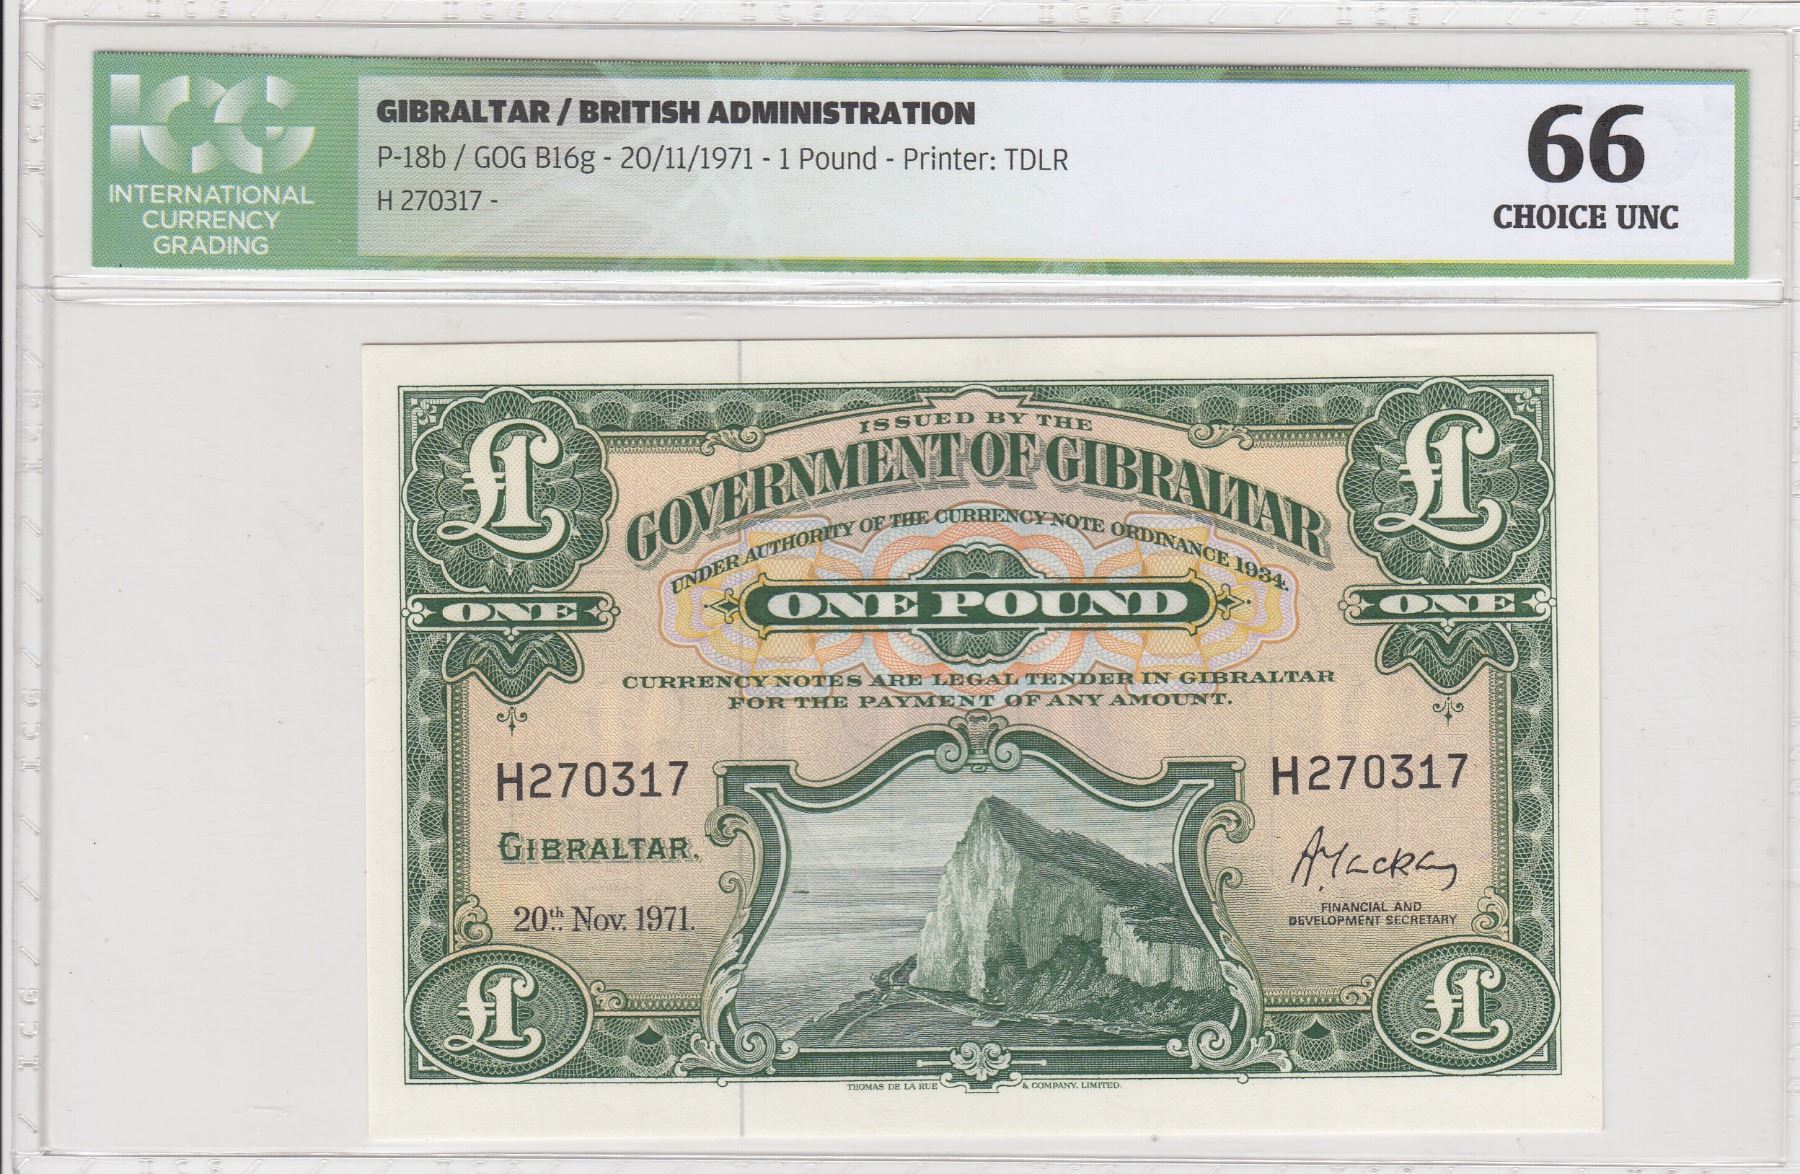 ICG
INTERNATIONAL
CURRENCY
GRADING
GIBRALTAR / BRITISH ADMINISTRATION
P-18b / GOG B16g - 20/11/1971 - 1 Pound - Printer: TDLR
H 270317 -
66
CHOICE UNC
£1
£1
ISSUED BY THE
GOVERNMENT OF GIBRALTAR
UNDER AUTHORITY OF THE CURRENCY NOTE ORDINANCE 1934.
ONE
ONE POUND
ONE
CURRENCY NOTES ARE LEGAL TENDER IN GIBRALTAR
FOR THE PAYMENT OF ANY AMOUNT.
H270317
H270317
GIBRALTAR,
20th Nov. 1971.
A. Mackay
FINANCIAL AND
DEVELOPMENT SECRETARY
£1
£1
THOMAS DE LA RUE & COMPANY, LIMITED.